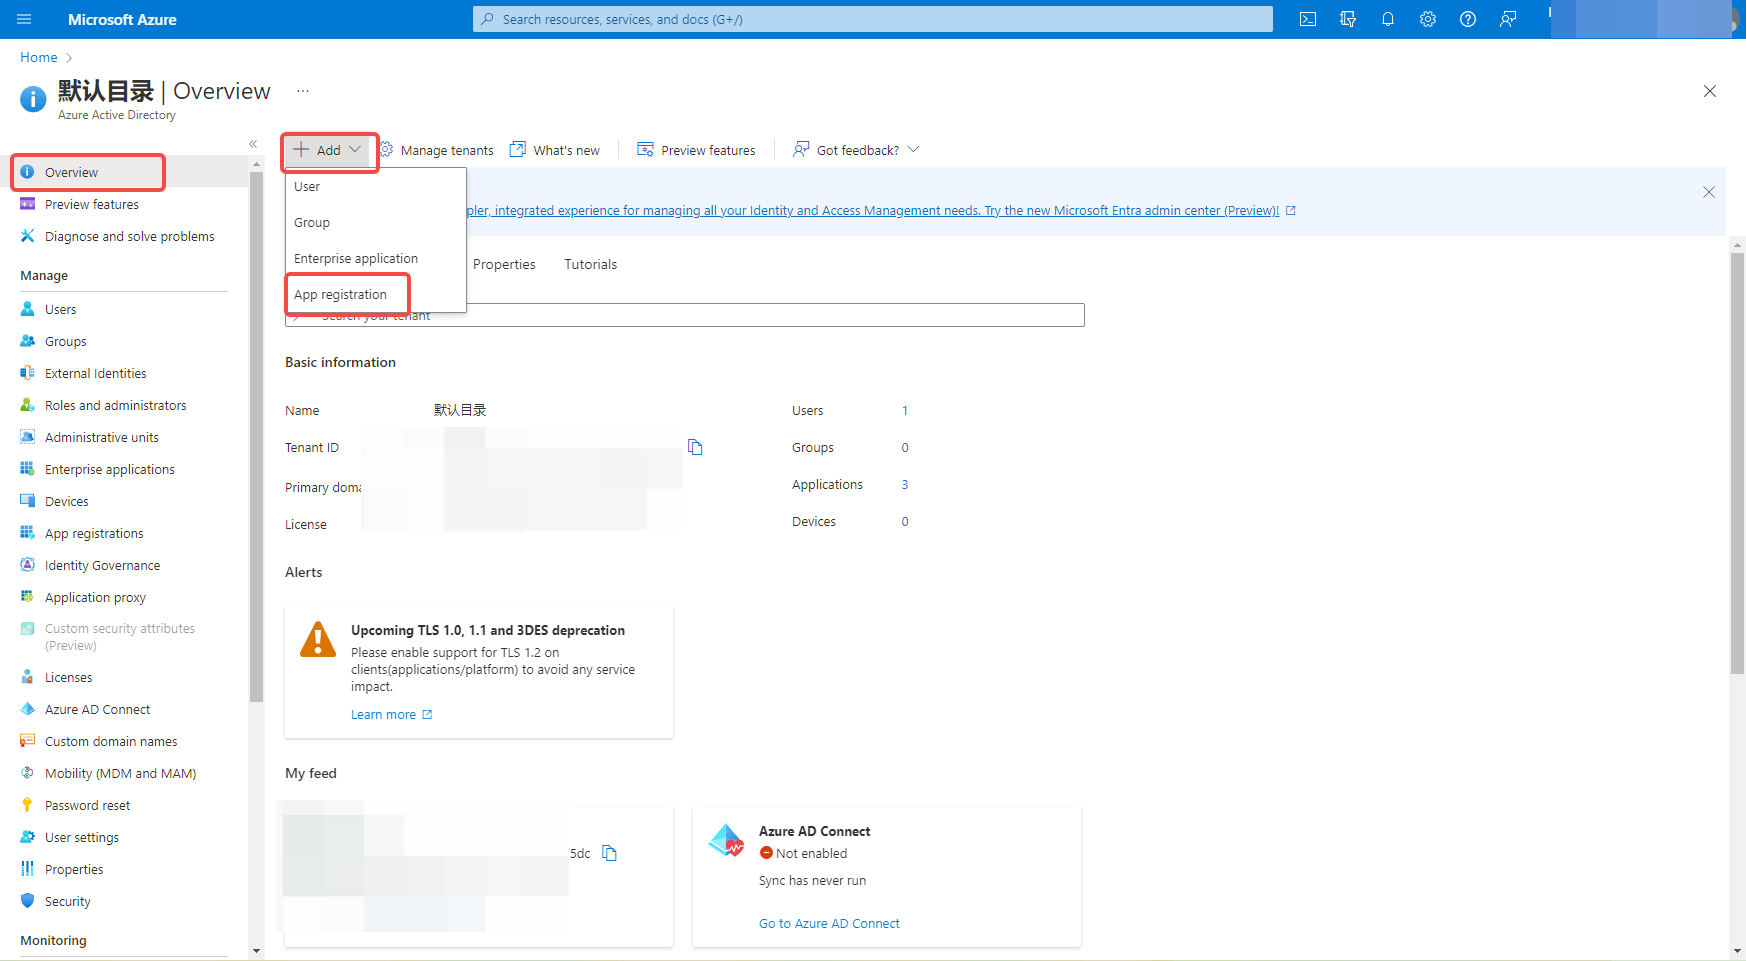 Microsoft Azure
Search resources, services, and docs (G+/)
Home
默认目录 | Overview
...
Azure Active Directory
Overview
Preview features
Diagnose and solve problems
Manage
Users
Groups
External Identities
Roles and administrators
Administrative units
Enterprise applications
Devices
App registrations
Identity Governance
Application proxy
Custom security attributes
(Preview)
Licenses
Azure AD Connect
Custom domain names
Mobility (MDM and MAM)
Password reset
User settings
Properties
Security
Monitoring
Add
Manage tenants
What's new
Preview features
Got feedback?
User
Group
Enterprise application
App registration
pler, integrated experience for managing all your Identity and Access Management needs. Try the new Microsoft Entra admin center (Preview)!
Properties
Tutorials
Search your tenant
Basic information
Name 默认目录
Tenant ID
Primary doma
License
Users 1
Groups 0
Applications 3
Devices 0
Alerts
Upcoming TLS 1.0, 1.1 and 3DES deprecation
Please enable support for TLS 1.2 on
clients(applications/platform) to avoid any service
impact.
Learn more
My feed
5dc
Azure AD Connect
Not enabled
Sync has never run
Go to Azure AD Connect